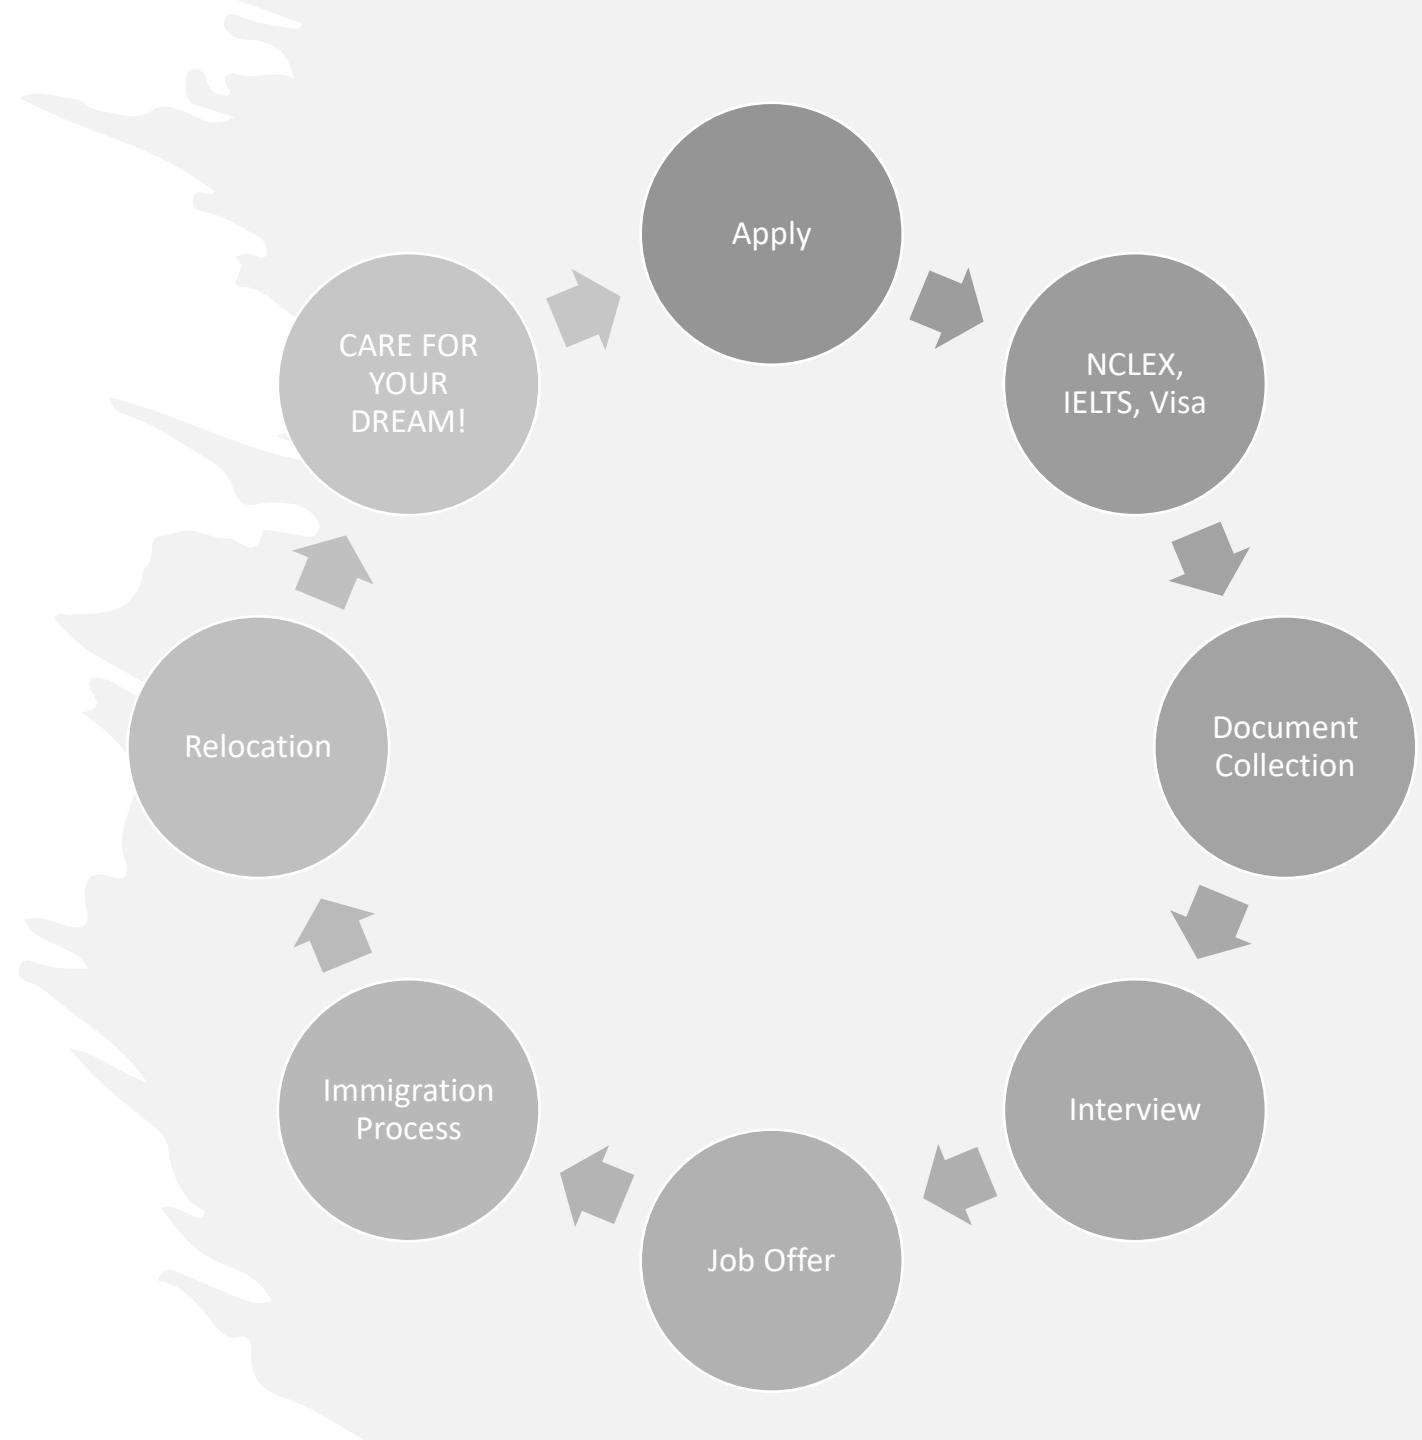 Apply
NCLEX,
IELTS, Visa
Document
Collection
Interview
Job Offer
Immigration
Process
Relocation
CARE FOR
YOUR
DREAM!